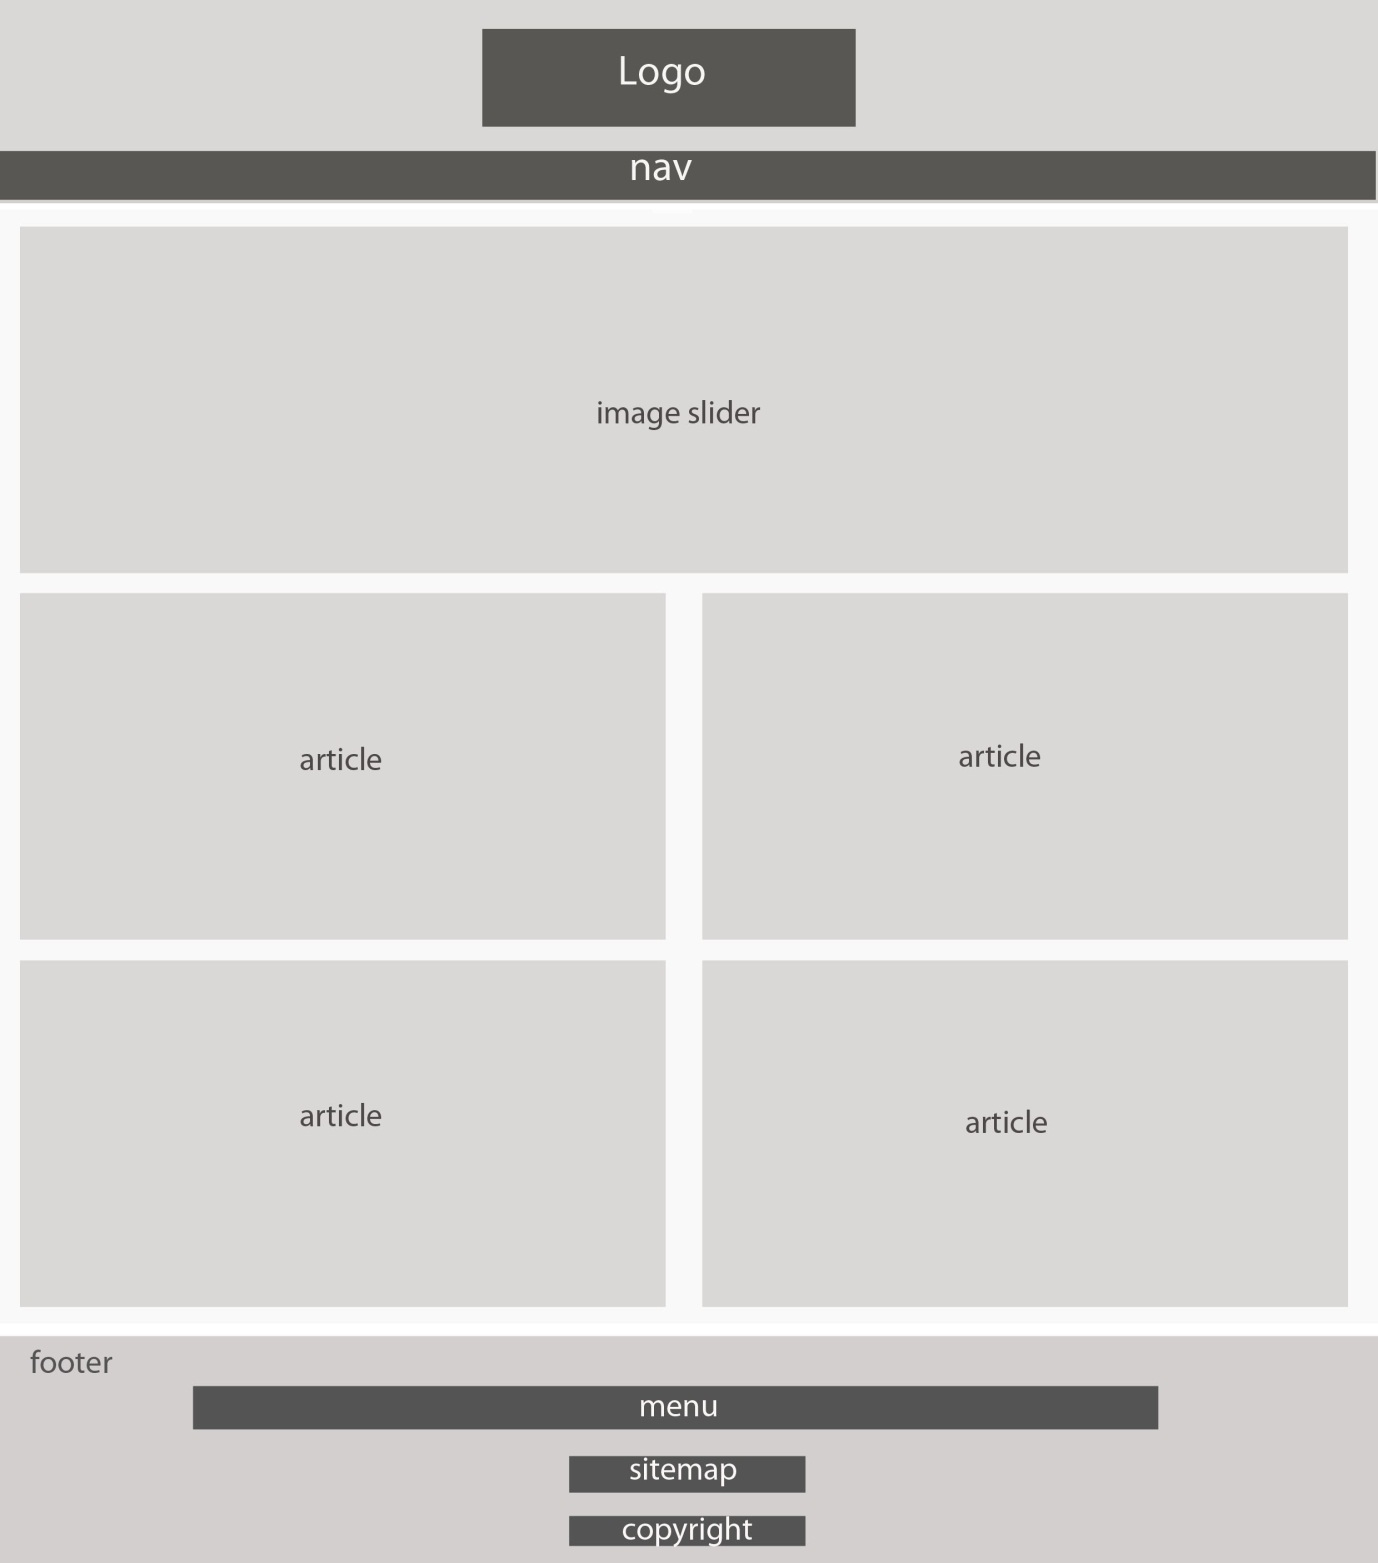 Logo
nav
image slider
article
article
article
article
footer
menu
sitemap
copyright